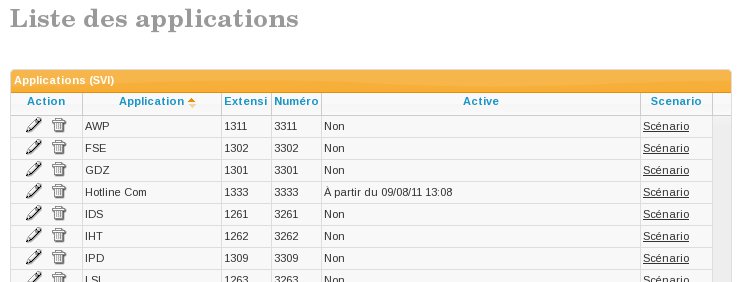 Liste des applications
Applications (SVI)
Action Application Extensi Numéro Active Scenario
AWP 1311 3311 Non Scénario
FSE 1302 3302 Non Scénario
GDZ 1301 3301 Non Scénario
Hotline Com 1333 3333 À partir du 09/08/11 13:08 Scénario
IDS 1261 3261 Non Scénario
IHT 1262 3262 Non Scénario
IPD 1309 3309 Non Scénario
LSI 1263 3263 Non Scénario